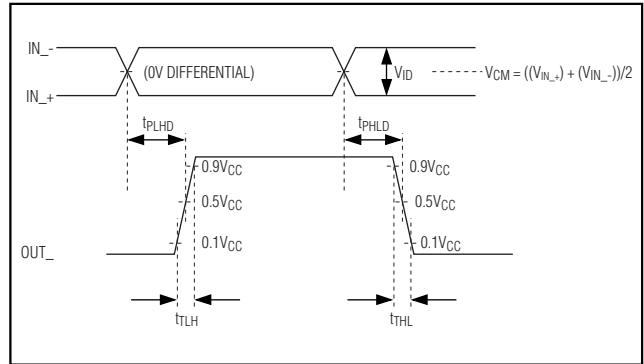 IN_-
(0V DIFFERENTIAL)
VID
VCM = ((VIN_+) + (VIN_-))/2
IN_+
tPLHD
tPHLD
0.9VCC
0.9VCC
0.5VCC
0.5VCC
0.1VCC
0.1VCC
OUT_
tTLH
tTHL